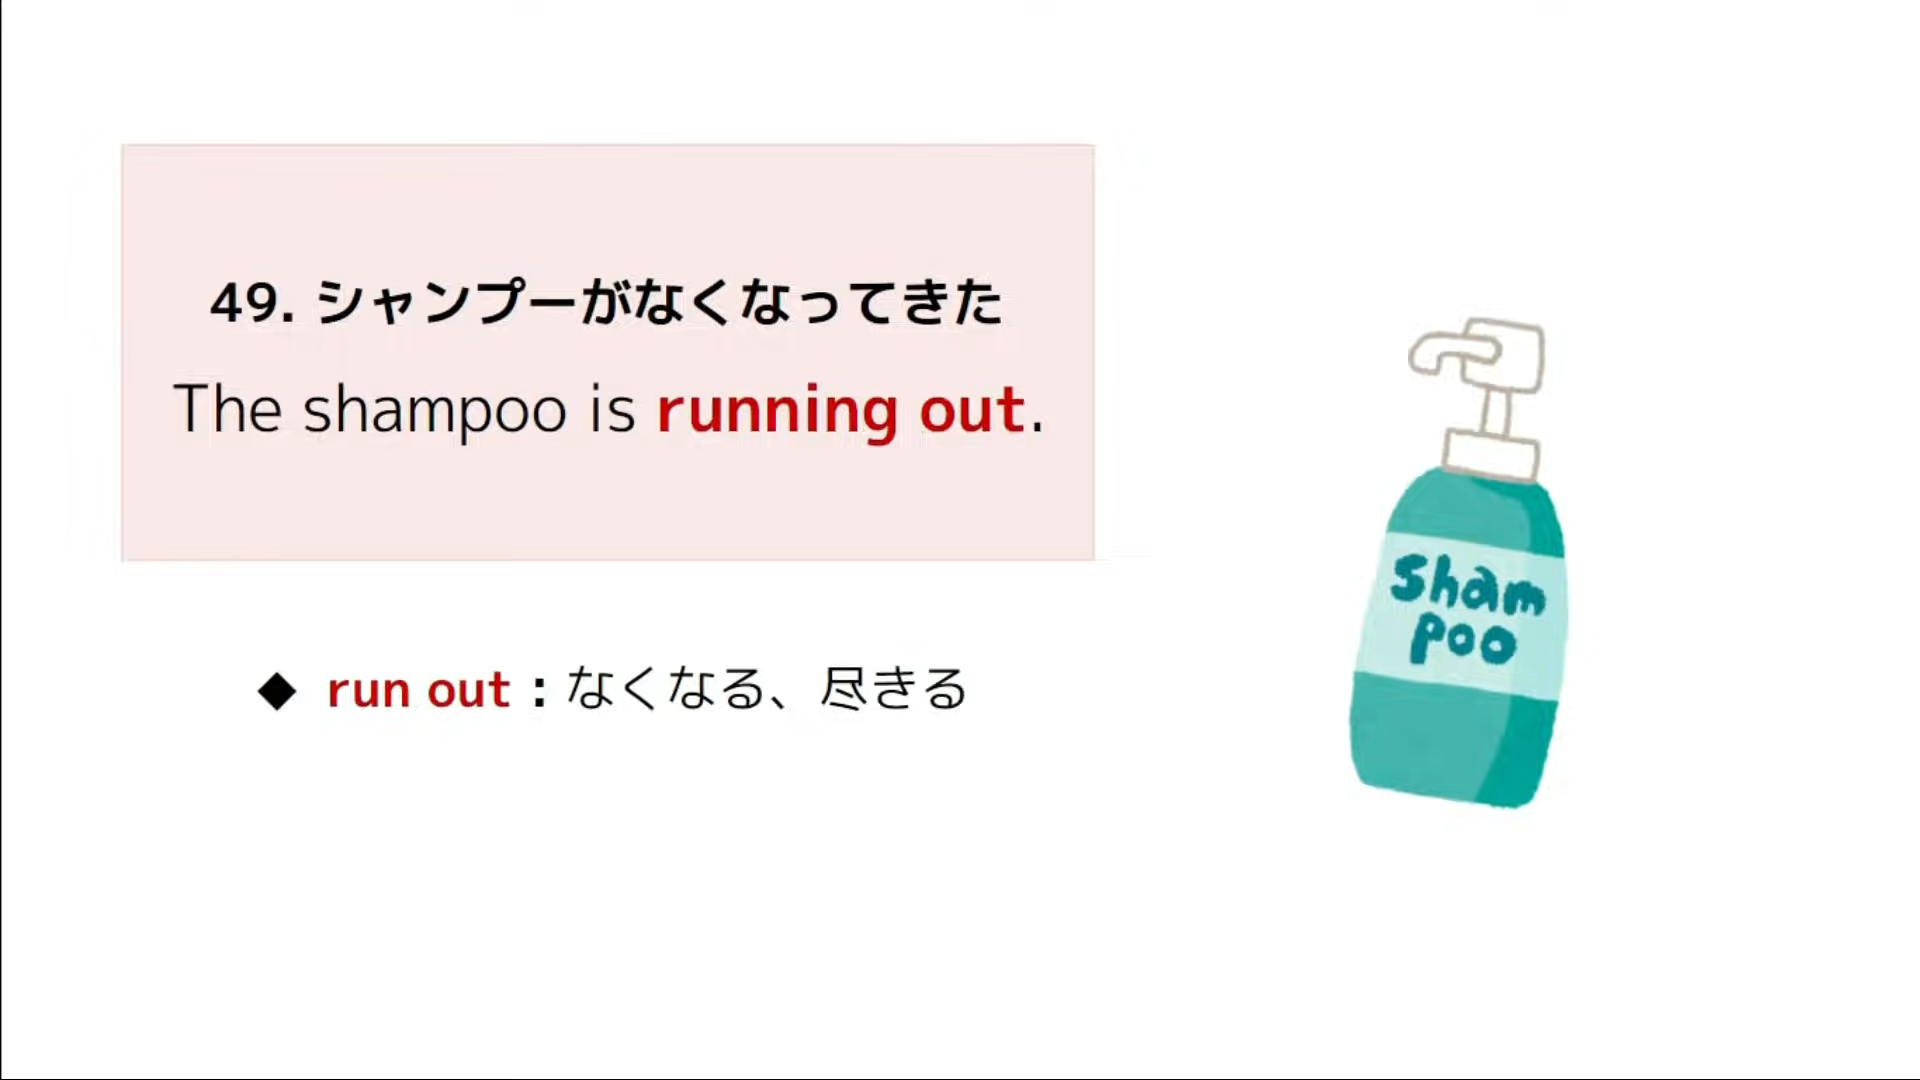 49. シャンプーがなくなってきた
The shampoo is running out.
◆ run out : なくなる、尽きる
Sham
poo